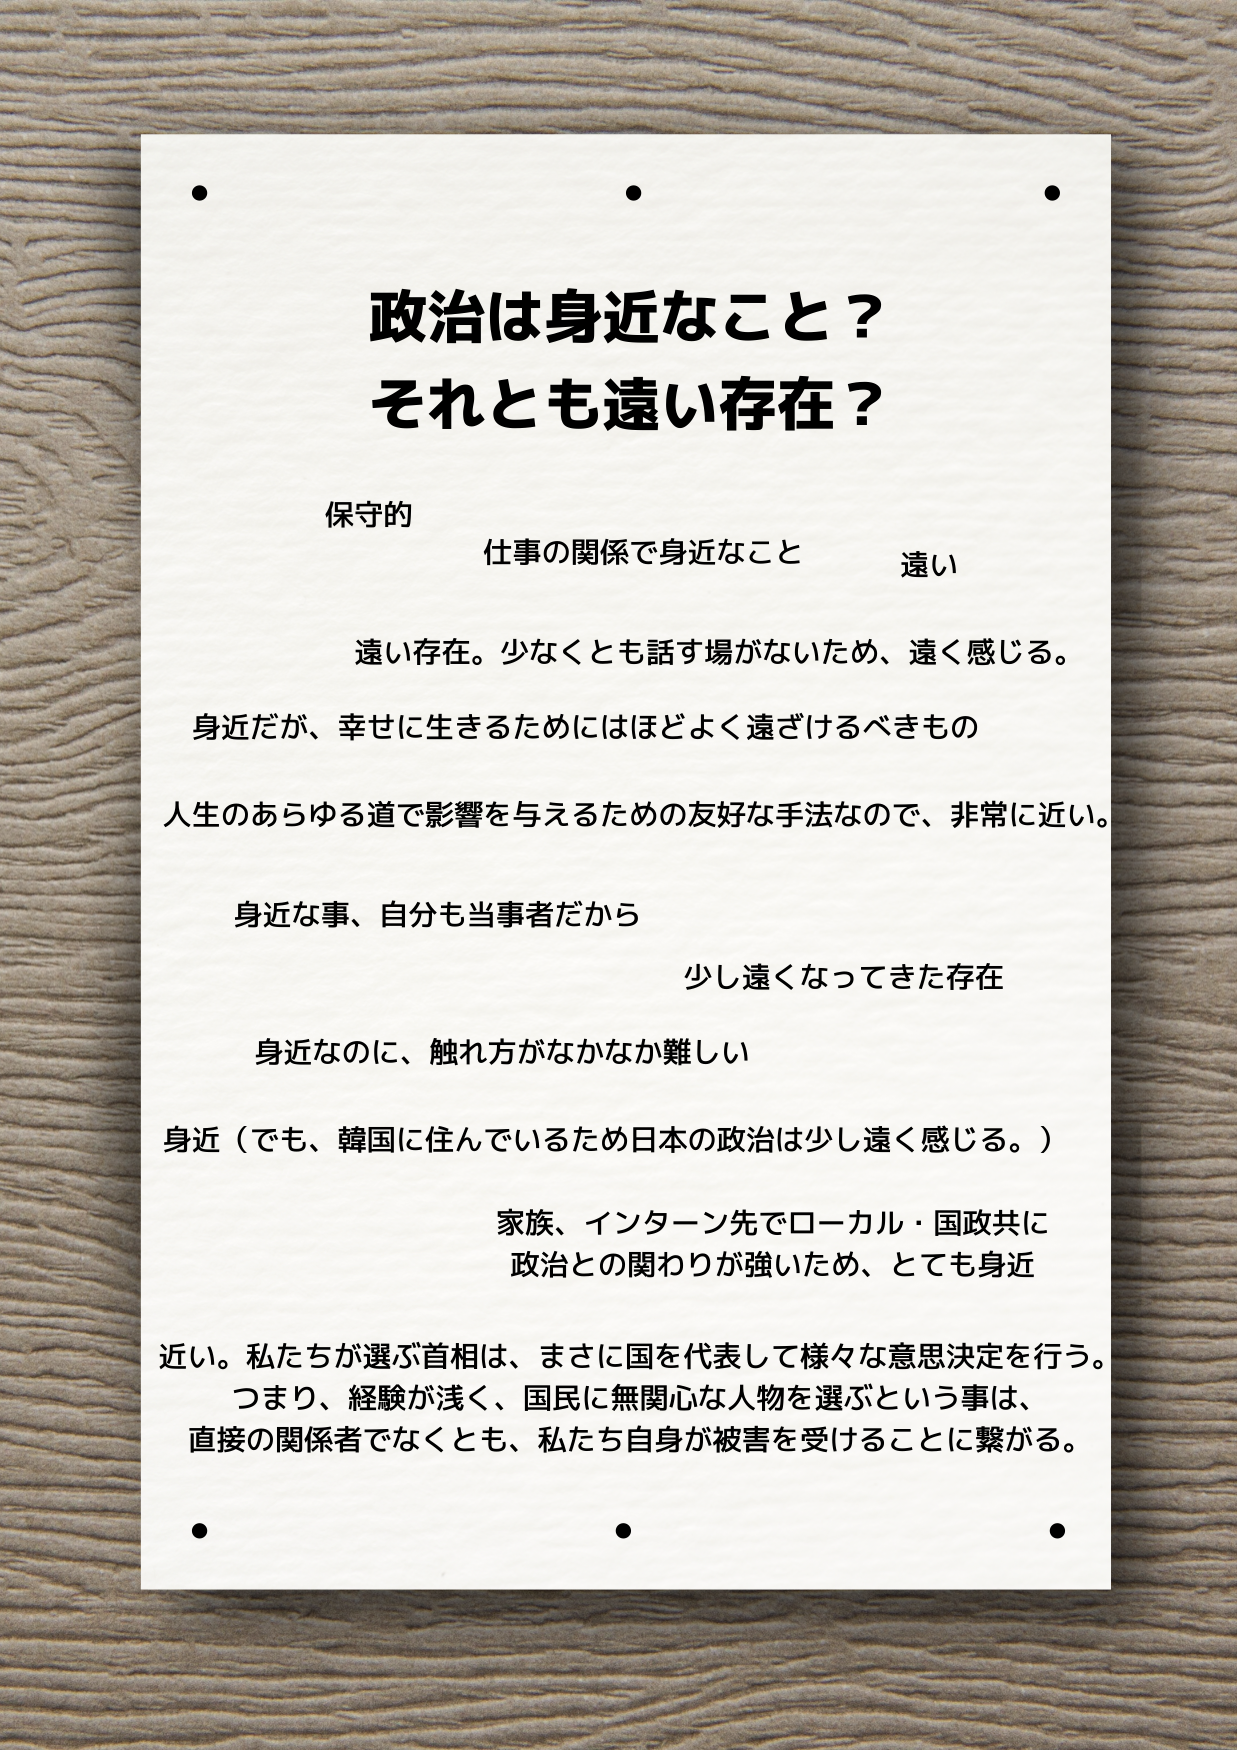 政治は身近なこと？
それとも遠い存在？
保守的
仕事の関係で身近なこと
遠い
遠い存在。少なくとも話す場がないため、遠く感じる。
身近だが、幸せに生きるためにはほどよく遠ざけるべきもの
人生のあらゆる道で影響を与えるための友好な手法なので、非常に近い。
身近な事、自分も当事者だから
少し遠くなってきた存在
身近なのに、触れ方がなかなか難しい
身近（でも、韓国に住んでいるため日本の政治は少し遠く感じる。）
家族、インターン先でローカル・国政共に
政治との関わりが強いため、とても身近
近い。私たちが選ぶ首相は、まさに国を代表して様々な意思決定を行う。
つまり、経験が浅く、国民に無関心な人物を選ぶという事は、
直接の関係者でなくとも、私たち自身が被害を受けることに繋がる。